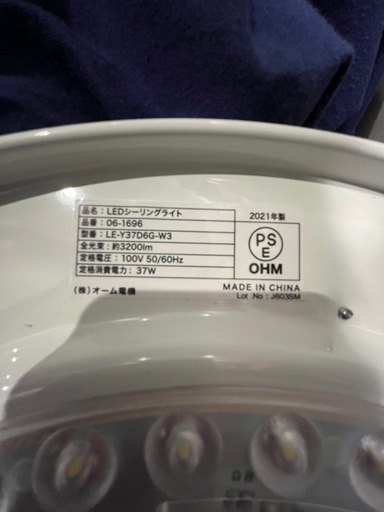 品名：LEDシーリングライト
品番：06-1696
型番：LE-Y37D6G-W3
全光束：約3200lm
定格電圧：100V 50/60Hz
定格消費電力：37W
(株)オーム電機
2021年製
PS
E
OHM
MADE IN CHINA
Lot .No : J603SM